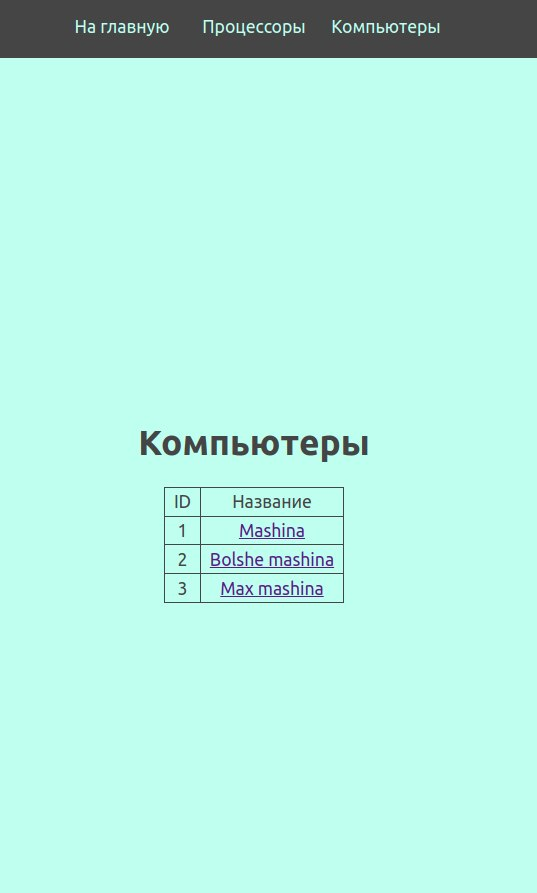 На главную Процессоры Компьютеры
Компьютеры
ID Название
1 Mashina
2 Bolshe mashina
3 Max mashina